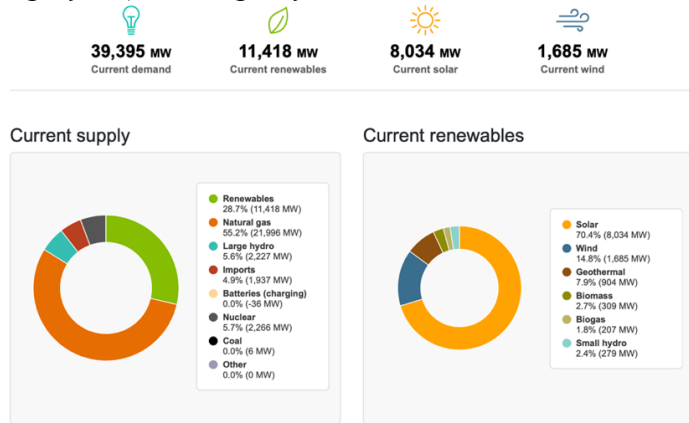 39,395 MW
Current demand
11,418 MW
Current renewables
8,034 MW
Current solar
1,685 MW
Current wind
Current supply
Renewables
28.7% (11,418 MW)
Natural gas
55.2% (21,996 MW)
Large hydro
5.6% (2,227 MW)
Imports
4.9% (1,937 MW)
Batteries (charging)
0.0% (-36 MW)
Nuclear
5.7% (2,266 MW)
Coal
0.0% (6 MW)
Other
0.0% (0 MW)
Current renewables
Solar
70.4% (8,034 MW)
Wind
14.8% (1,685 MW)
Geothermal
7.9% (904 MW)
Biomass
2.7% (309 MW)
Biogas
1.8% (207 MW)
Small hydro
2.4% (279 MW)